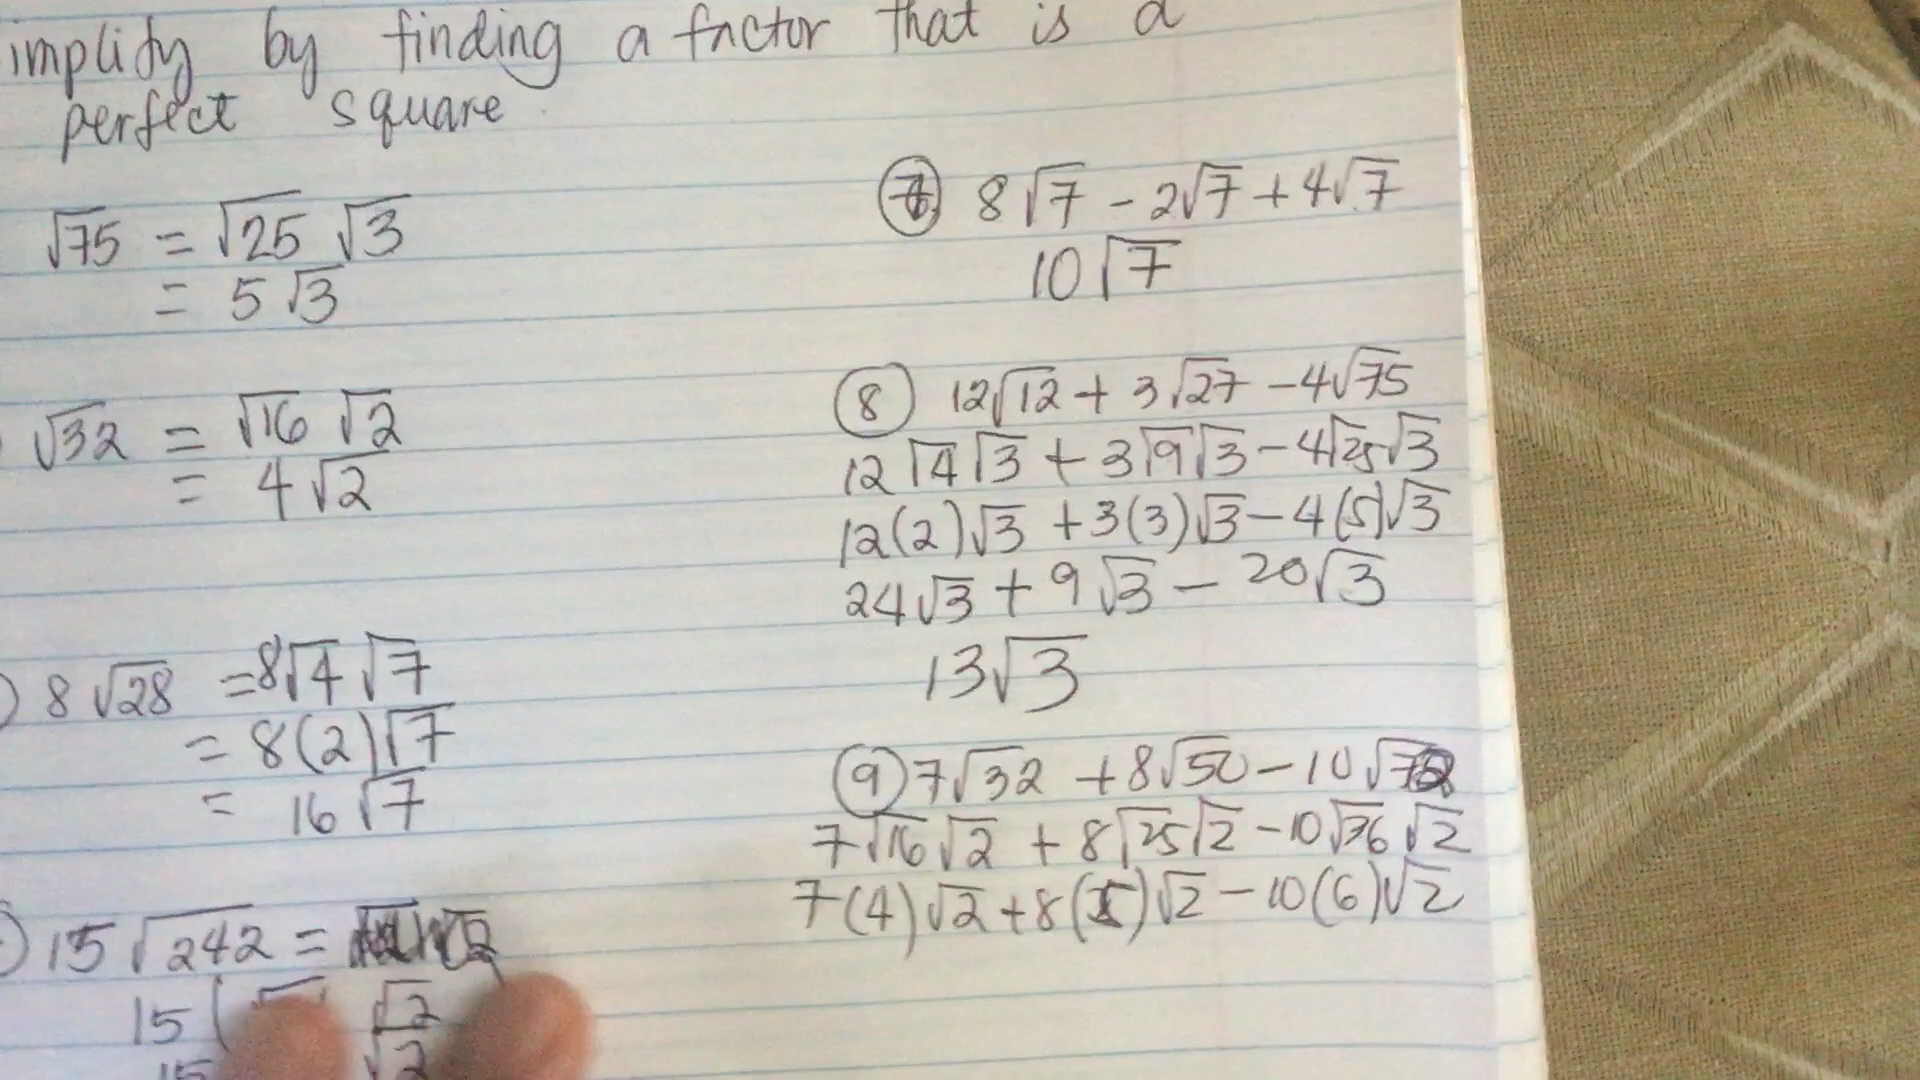 implify by finding a factor that is a
perfect square
√75 = √25 √3
= 5√3
√32 = √16 √2
= 4√2
8√28 = 8√4 √7
= 8(2)√7
= 16√7
15√242 =
15( √2
15 √2
7 8√7 - 2√7 + 4√7
10√7
8 12√12 + 3√27 - 4√75
12√4√3 + 3√9√3 - 4√25√3
12(2)√3 + 3(3)√3 - 4(5)√3
24√3 + 9√3 - 20√3
13√3
9 7√32 + 8√50 - 10√72
7√16√2 + 8√25√2 - 10√36√2
7(4)√2 + 8(5)√2 - 10(6)√2